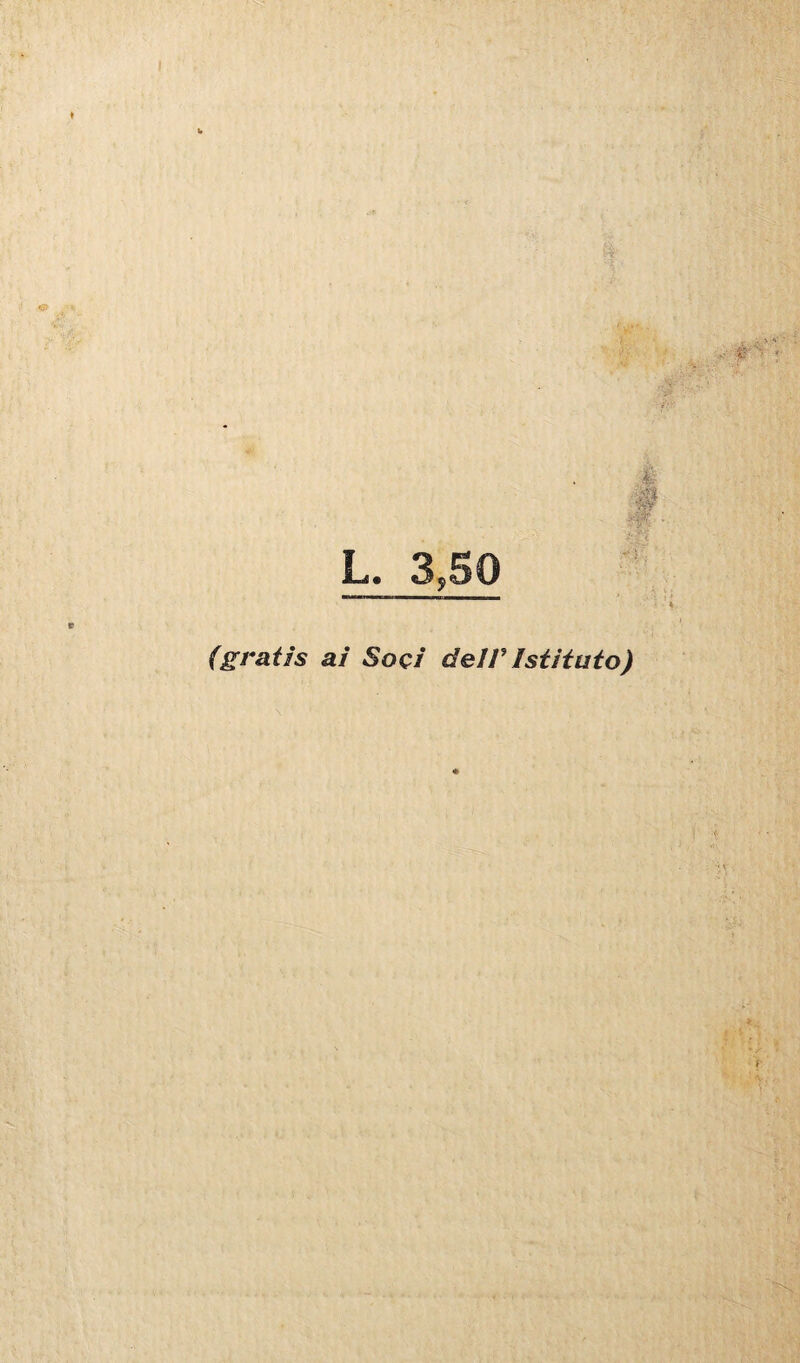 L. 3,50
(gratis ai Soci dell'Istituto)